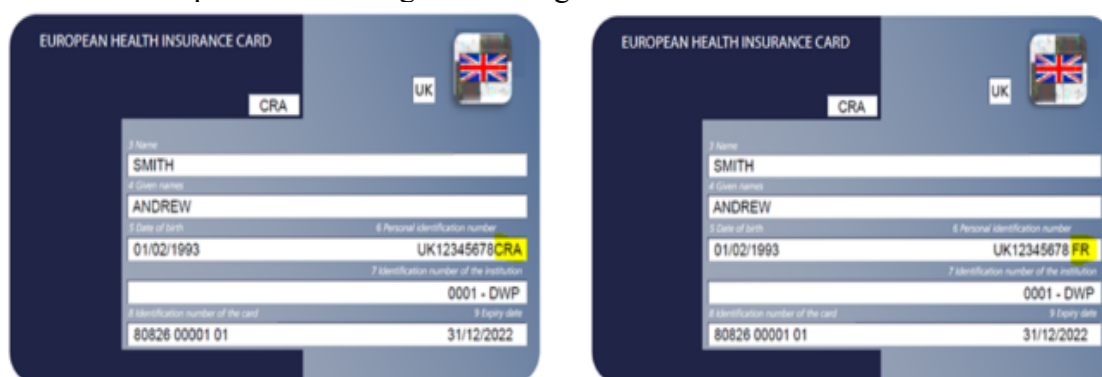 EUROPEAN HEALTH INSURANCE CARD
UK
CRA
3 Name
SMITH
4 Given names
ANDREW
5 Date of birth 6 Personal identification number
01/02/1993 UK12345678CRA
7 Identification number of the institution
0001 - DWP
8 Identification number of the card 9 Expiry date
80826 00001 01 31/12/2022
EUROPEAN HEALTH INSURANCE CARD
UK
CRA
3 Name
SMITH
4 Given names
ANDREW
5 Date of birth 6 Personal identification number
01/02/1993 UK12345678 FR
7 Identification number of the institution
0001 - DWP
8 Identification number of the card 9 Expiry date
80826 00001 01 31/12/2022